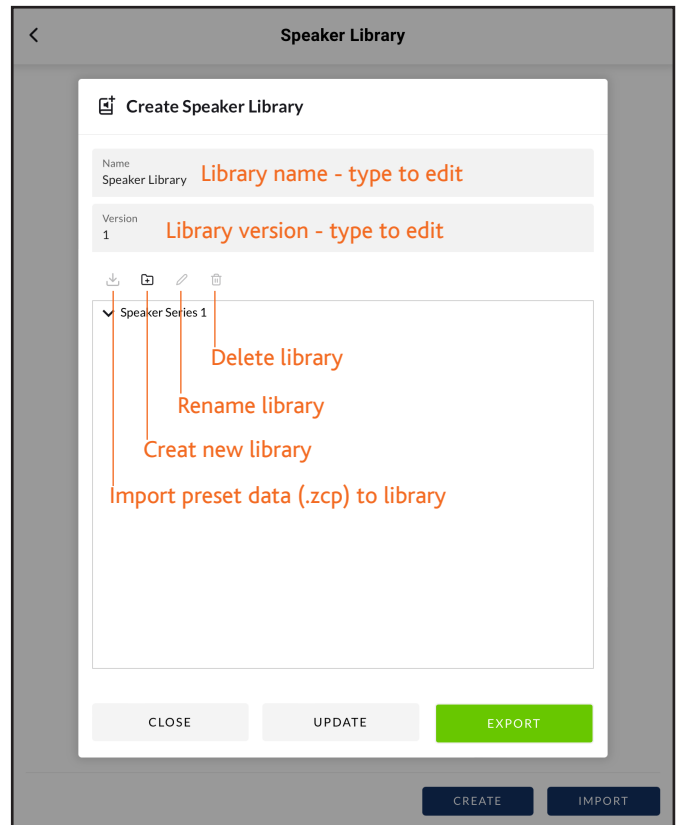 Speaker Library
Create Speaker Library
Name
Speaker Library
Library name - type to edit
Version
1
Library version - type to edit
Speaker Series 1
Delete library
Rename library
Creat new library
Import preset data (.zcp) to library
CLOSE
UPDATE
EXPORT
CREATE
IMPORT